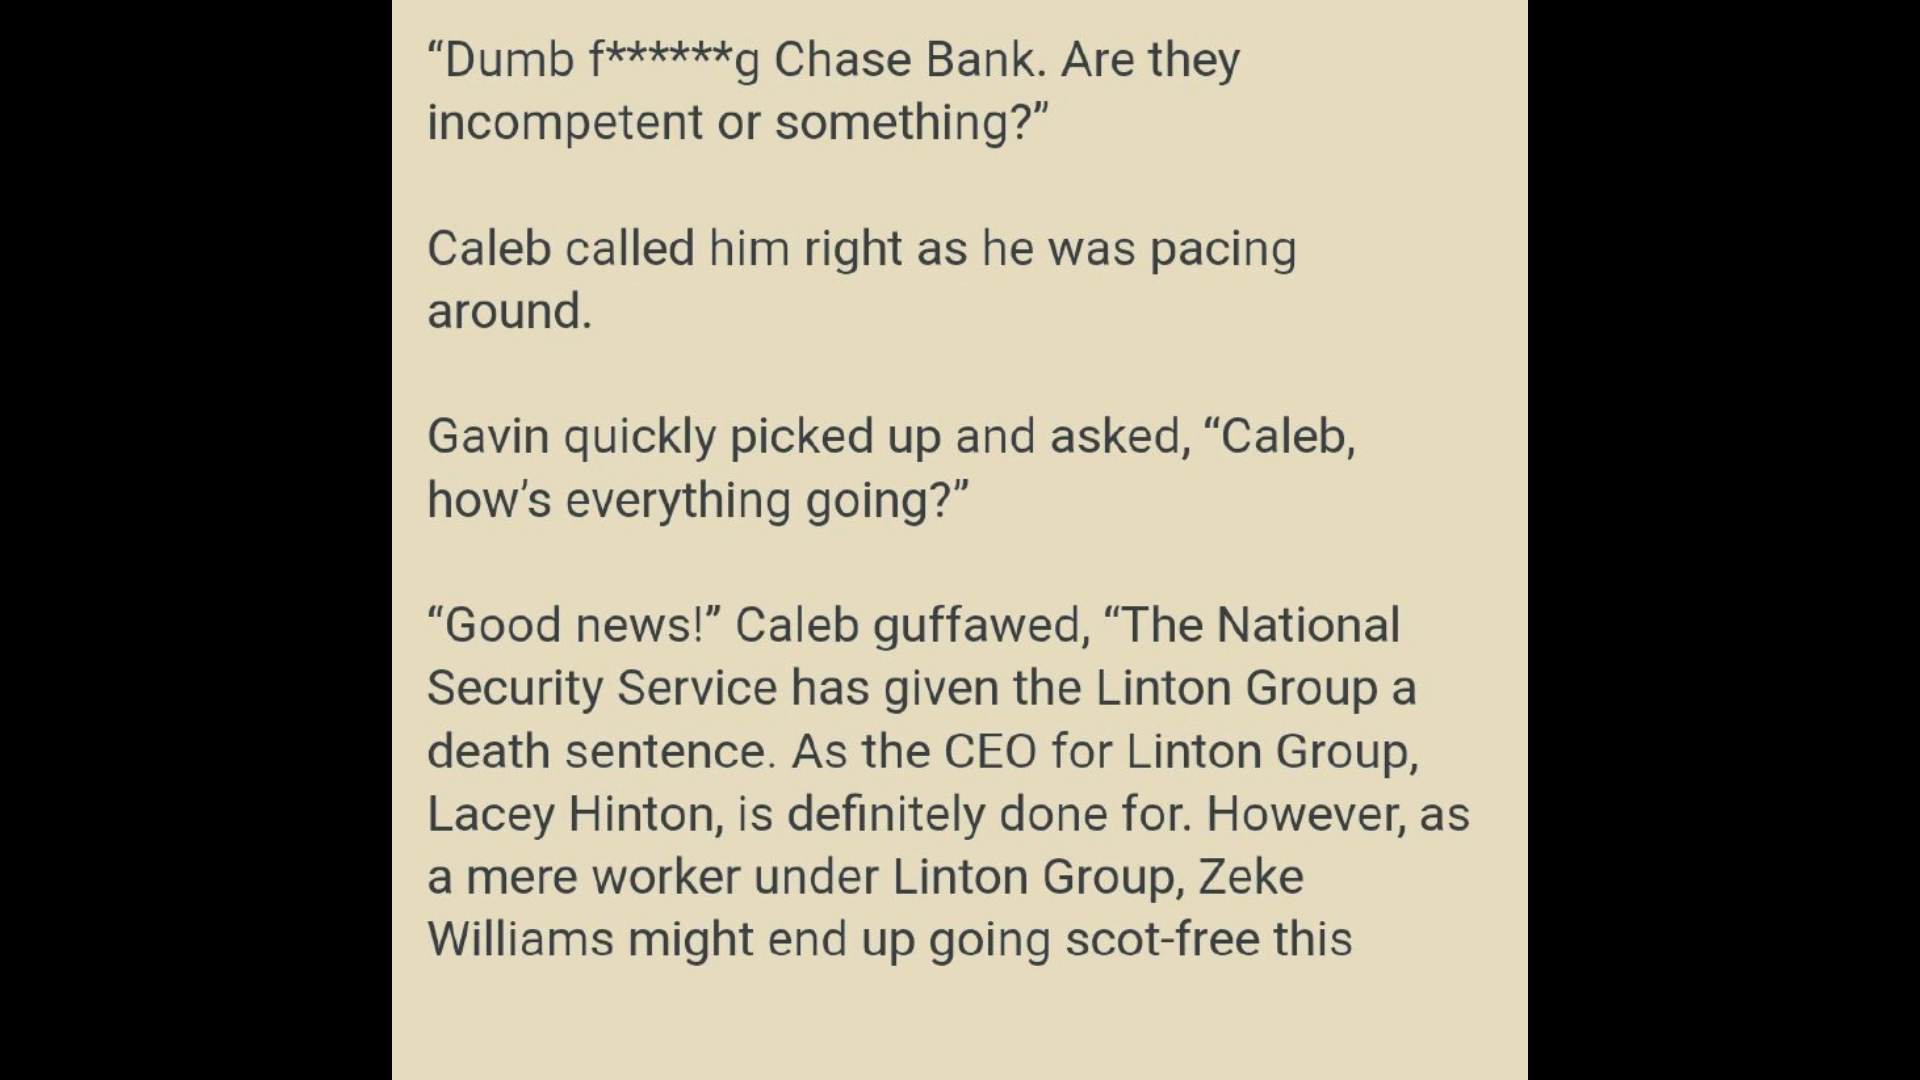 “Dumb f******g Chase Bank. Are they
incompetent or something?”
Caleb called him right as he was pacing
around.
Gavin quickly picked up and asked, “Caleb,
how’s everything going?”
“Good news!” Caleb guffawed, “The National
Security Service has given the Linton Group a
death sentence. As the CEO for Linton Group,
Lacey Hinton, is definitely done for. However, as
a mere worker under Linton Group, Zeke
Williams might end up going scot-free this